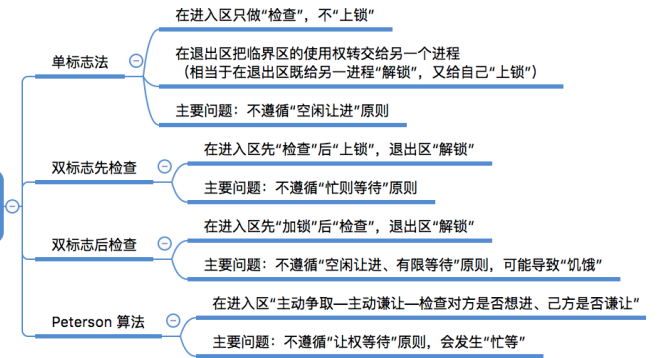 单标志法
在进入区只做“检查”，不“上锁”
在退出区把临界区的使用权转交给另一个进程
（相当于在退出区既给另一进程“解锁”，又给自己“上锁”）
主要问题：不遵循“空闲让进”原则
双标志先检查
在进入区先“检查”后“上锁”，退出区“解锁”
主要问题：不遵循“忙则等待”原则
双标志后检查
在进入区先“加锁”后“检查”，退出区“解锁”
主要问题：不遵循“空闲让进、有限等待”原则，可能导致“饥饿”
Peterson 算法
在进入区“主动争取—主动谦让—检查对方是否想进、己方是否谦让”
主要问题：不遵循“让权等待”原则，会发生“忙等”